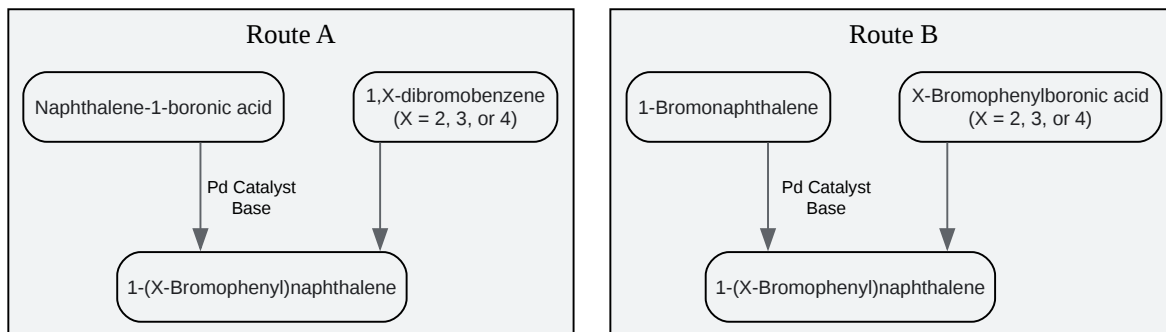 Route A
Naphthalene-1-boronic acid
1,X-dibromobenzene
(X = 2, 3, or 4)
Pd Catalyst
Base
1-(X-Bromophenyl)naphthalene
Route B
1-Bromonaphthalene
X-Bromophenylboronic acid
(X = 2, 3, or 4)
Pd Catalyst
Base
1-(X-Bromophenyl)naphthalene